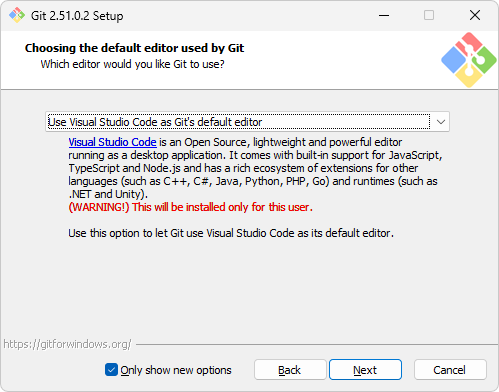 Git 2.51.0.2 Setup
Choosing the default editor used by Git
Which editor would you like Git to use?
Use Visual Studio Code as Git's default editor
Visual Studio Code is an Open Source, lightweight and powerful editor
running as a desktop application. It comes with built-in support for JavaScript,
TypeScript and Node.js and has a rich ecosystem of extensions for other
languages (such as C++, C#, Java, Python, PHP, Go) and runtimes (such as
.NET and Unity).
(WARNING!) This will be installed only for this user.
Use this option to let Git use Visual Studio Code as its default editor.
https://gitforwindows.org/
Only show new options
Back
Next
Cancel